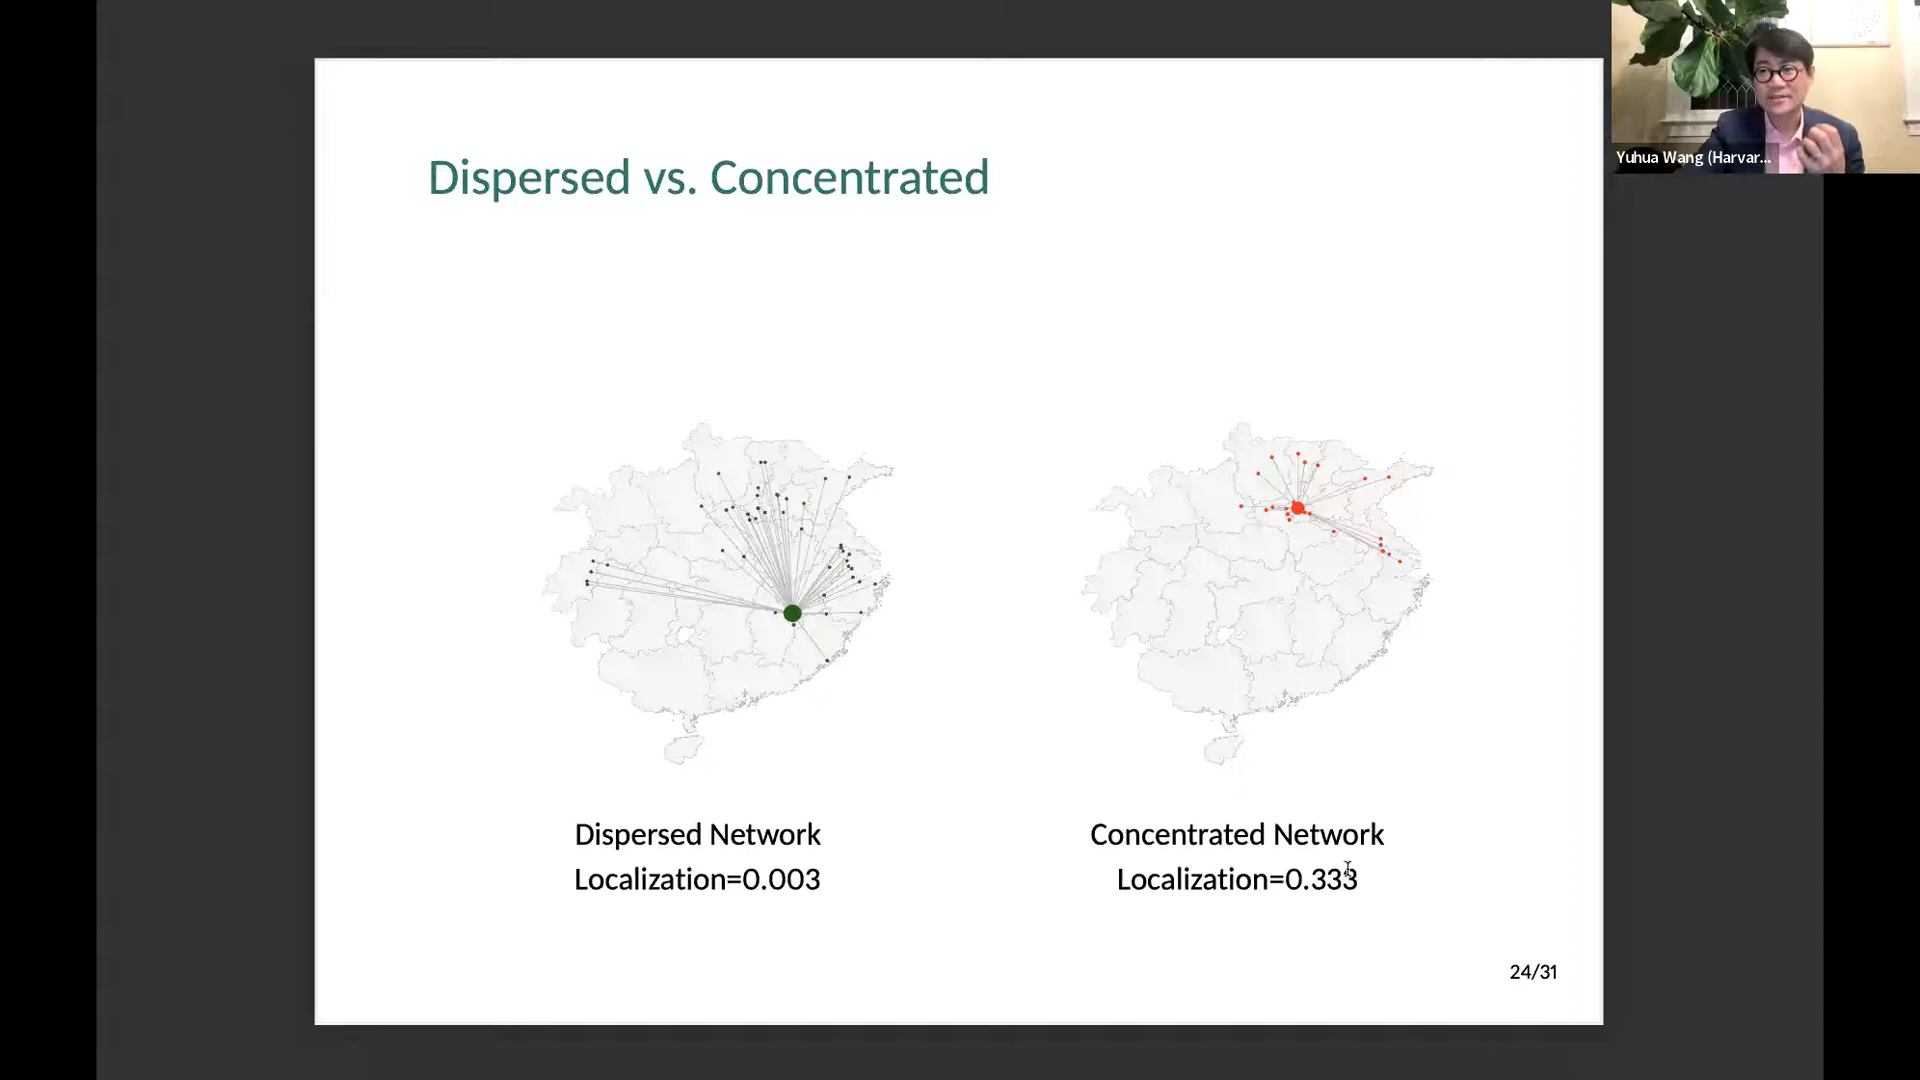 Dispersed vs. Concentrated
Yuhua Wang (Harvar...
Dispersed Network
Localization=0.003
Concentrated Network
Localization=0.333
24/31